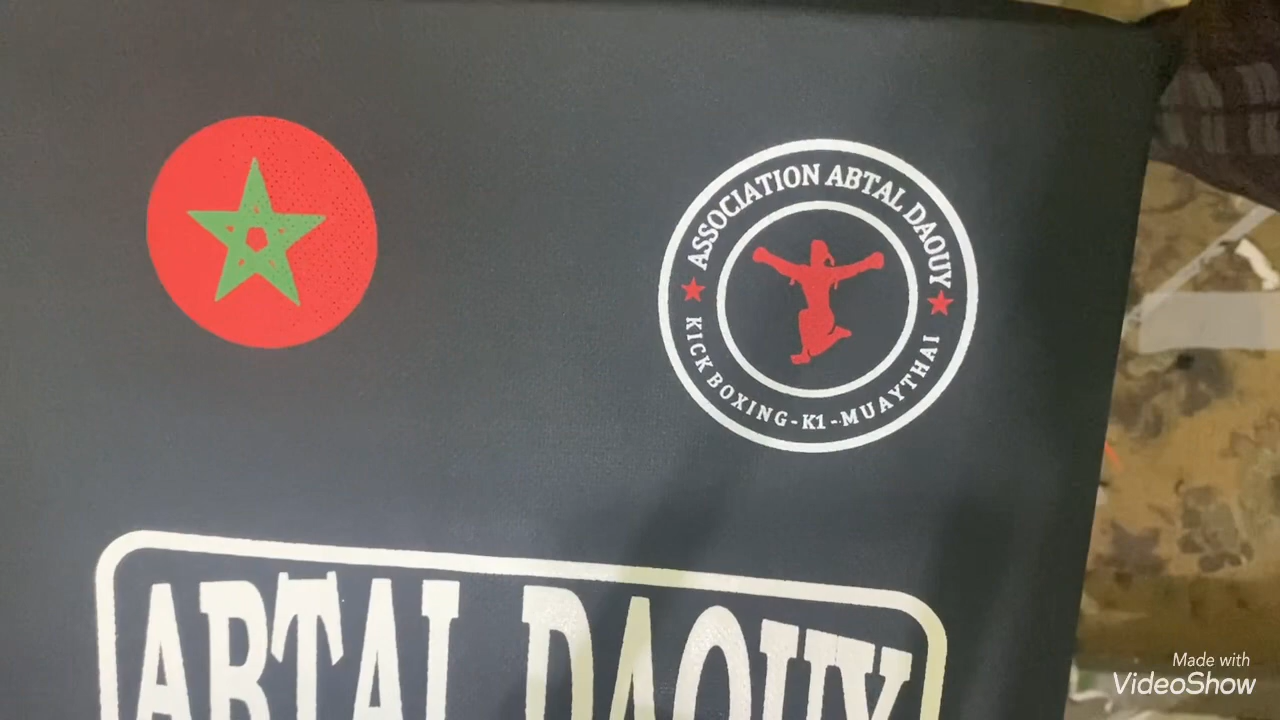 ASSOCIATION ABTAL DAOUY
KICK BOXING - K1 - MUAYTHAI
ABTAL DAOUY
Made with
VideoShow